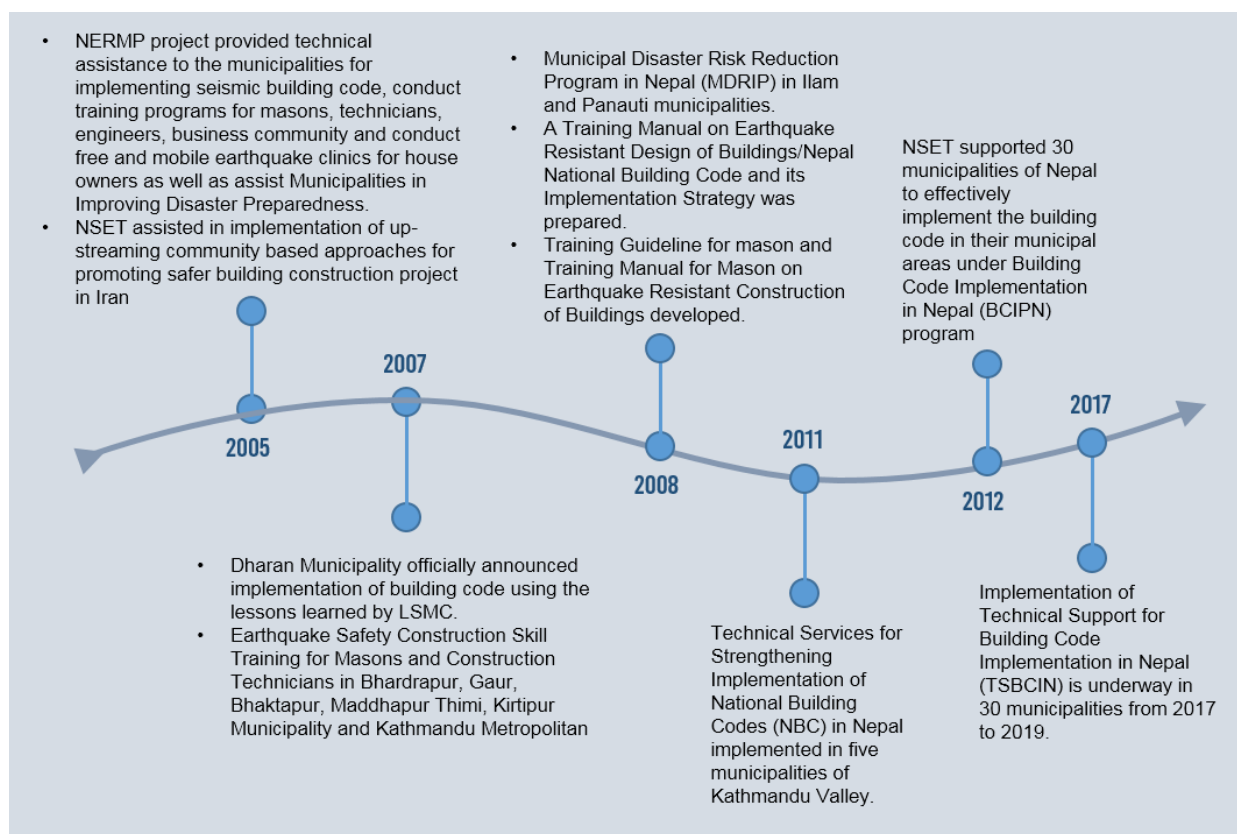 • NERMP project provided technical
assistance to the municipalities for
implementing seismic building code, conduct
training programs for masons, technicians,
engineers, business community and conduct
free and mobile earthquake clinics for house
owners as well as assist Municipalities in
Improving Disaster Preparedness.
• NSET assisted in implementation of up-
streaming community based approaches for
promoting safer building construction project
in Iran
2005
2007
• Dharan Municipality officially announced
implementation of building code using the
lessons learned by LSMC.
• Earthquake Safety Construction Skill
Training for Masons and Construction
Technicians in Bhardrapur, Gaur,
Bhaktapur, Maddhapur Thimi, Kirtipur
Municipality and Kathmandu Metropolitan
• Municipal Disaster Risk Reduction
Program in Nepal (MDRIP) in Ilam
and Panauti municipalities.
• A Training Manual on Earthquake
Resistant Design of Buildings/Nepal
National Building Code and its
Implementation Strategy was
prepared.
• Training Guideline for mason and
Training Manual for Mason on
Earthquake Resistant Construction
of Buildings developed.
2008
2011
Technical Services for
Strengthening
Implementation of
National Building
Codes (NBC) in Nepal
implemented in five
municipalities of
Kathmandu Valley.
NSET supported 30
municipalities of Nepal
to effectively
implement the building
code in their municipal
areas under Building
Code Implementation
in Nepal (BCIPN)
program
2012
2017
Implementation of
Technical Support for
Building Code
Implementation in Nepal
(TSBCIN) is underway in
30 municipalities from 2017
to 2019.